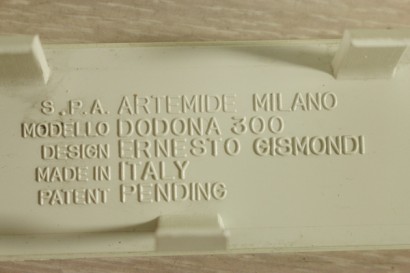 S.P.A. ARTEMIDE MILANO
MODELLO DODONA 300
DESIGN ERNESTO GISMONDI
MADE IN ITALY
PATENT PENDING